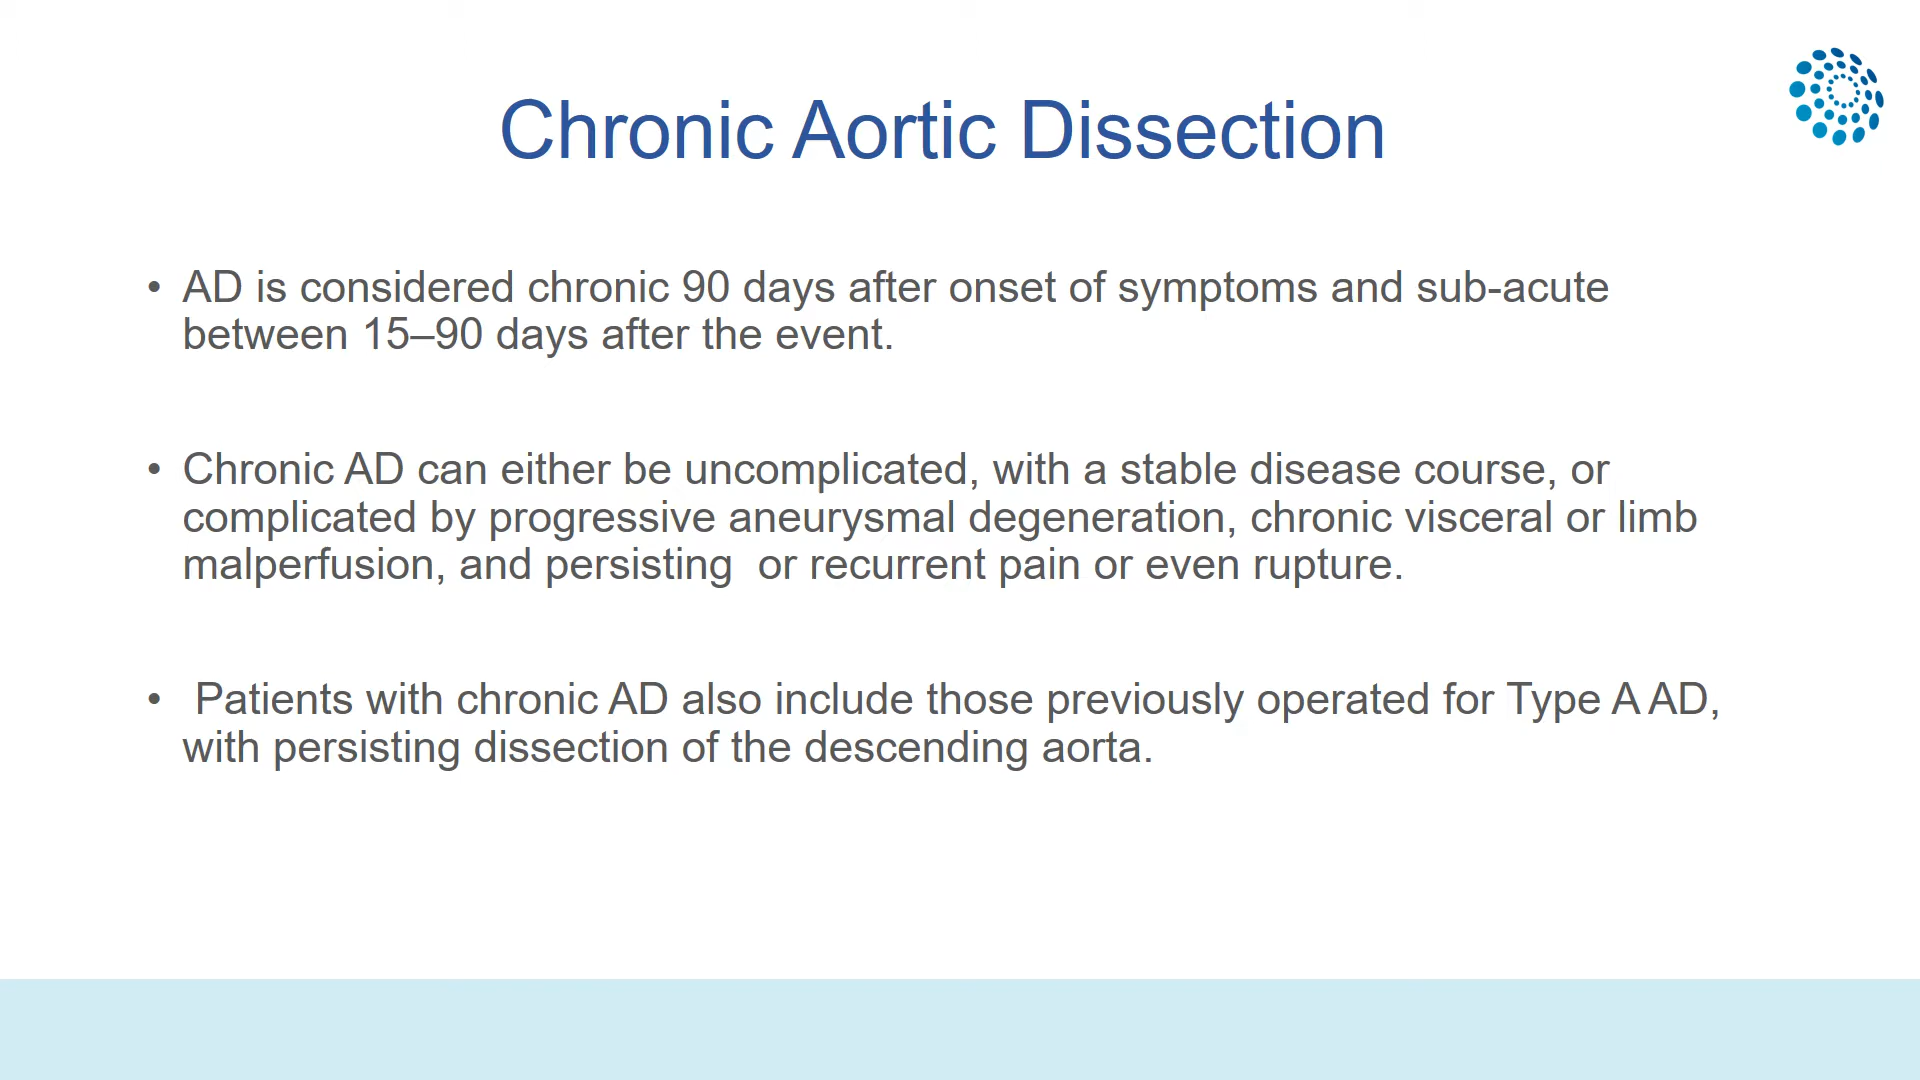 Chronic Aortic Dissection
• AD is considered chronic 90 days after onset of symptoms and sub-acute
between 15–90 days after the event.
• Chronic AD can either be uncomplicated, with a stable disease course, or
complicated by progressive aneurysmal degeneration, chronic visceral or limb
malperfusion, and persisting  or recurrent pain or even rupture.
•  Patients with chronic AD also include those previously operated for Type A AD,
with persisting dissection of the descending aorta.